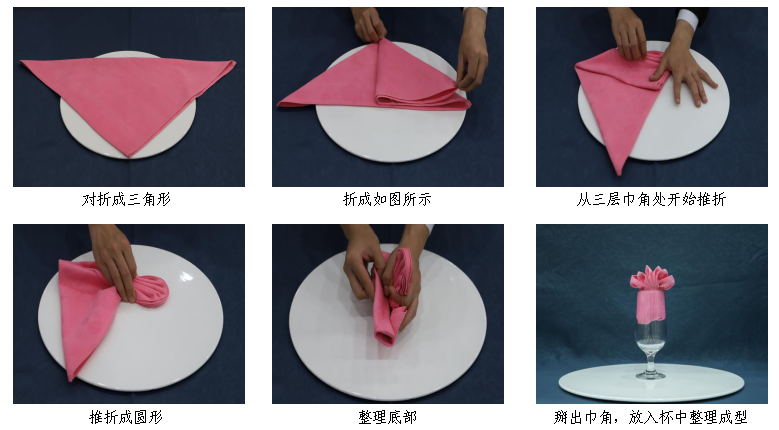 对折成三角形
折成如图所示
从三层巾角处开始推折
推折成圆形
整理底部
掰出巾角，放入杯中整理成型